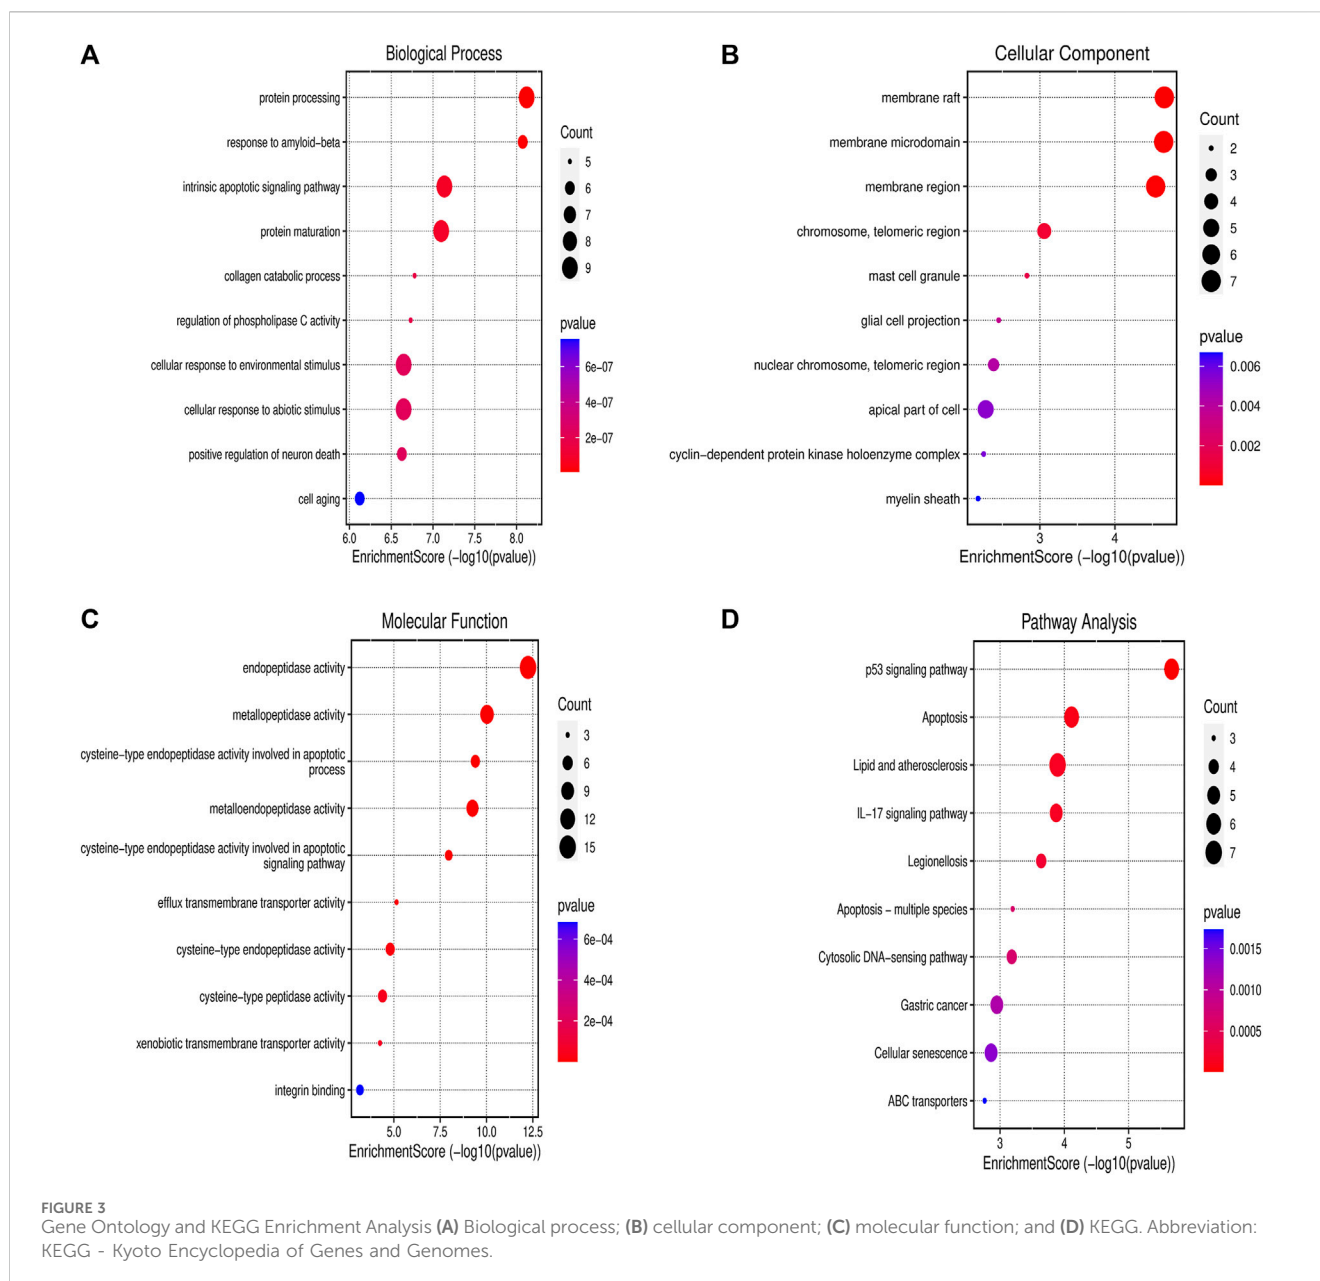 A
Biological Process
protein processing
response to amyloid−beta
intrinsic apoptotic signaling pathway
protein maturation
collagen catabolic process
regulation of phospholipase C activity
cellular response to environmental stimulus
cellular response to abiotic stimulus
positive regulation of neuron death
cell aging
6.0 6.5 7.0 7.5 8.0
EnrichmentScore (−log10(pvalue))
Count
5
6
7
8
9
pvalue
6e−07
4e−07
2e−07
B
Cellular Component
membrane raft
membrane microdomain
membrane region
chromosome, telomeric region
mast cell granule
glial cell projection
nuclear chromosome, telomeric region
apical part of cell
cyclin−dependent protein kinase holoenzyme complex
myelin sheath
3 4
EnrichmentScore (−log10(pvalue))
Count
2
3
4
5
6
7
pvalue
0.006
0.004
0.002
C
Molecular Function
endopeptidase activity
metallopeptidase activity
cysteine−type endopeptidase activity involved in apoptotic
process
metalloendopeptidase activity
cysteine−type endopeptidase activity involved in apoptotic
signaling pathway
efflux transmembrane transporter activity
cysteine−type endopeptidase activity
cysteine−type peptidase activity
xenobiotic transmembrane transporter activity
integrin binding
5.0 7.5 10.0 12.5
EnrichmentScore (−log10(pvalue))
Count
3
6
9
12
15
pvalue
6e−04
4e−04
2e−04
D
Pathway Analysis
p53 signaling pathway
Apoptosis
Lipid and atherosclerosis
IL−17 signaling pathway
Legionellosis
Apoptosis − multiple species
Cytosolic DNA−sensing pathway
Gastric cancer
Cellular senescence
ABC transporters
3 4 5
EnrichmentScore (−log10(pvalue))
Count
3
4
5
6
7
pvalue
0.0015
0.0010
0.0005
FIGURE 3
Gene Ontology and KEGG Enrichment Analysis (A) Biological process; (B) cellular component; (C) molecular function; and (D) KEGG. Abbreviation:
KEGG - Kyoto Encyclopedia of Genes and Genomes.